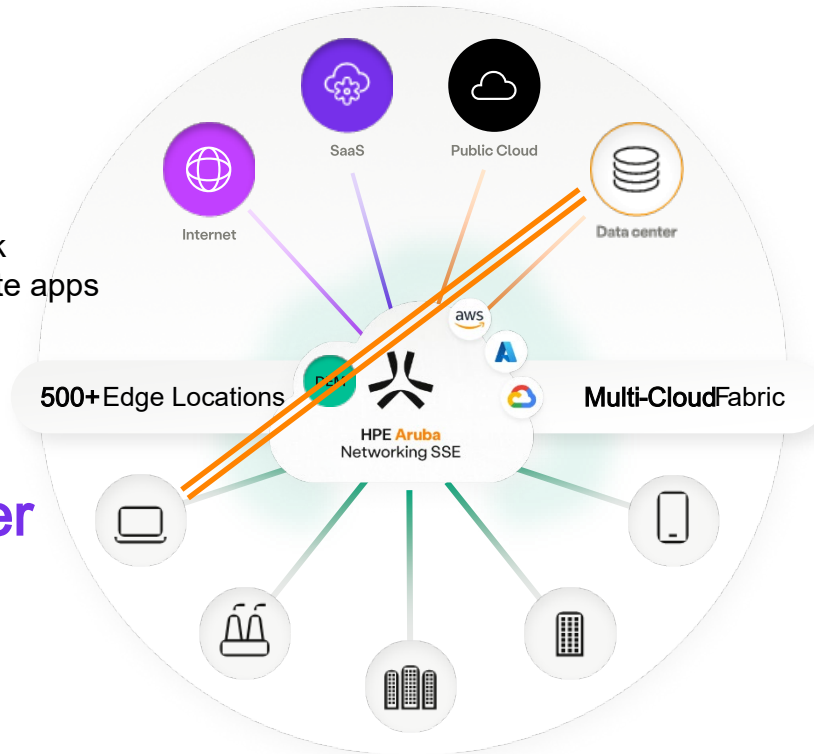 SaaS
Public Cloud
Internet
Data center
k
te apps
aws
500+Edge Locations
DEM
Multi-CloudFabric
HPE Aruba
Networking SSE
er